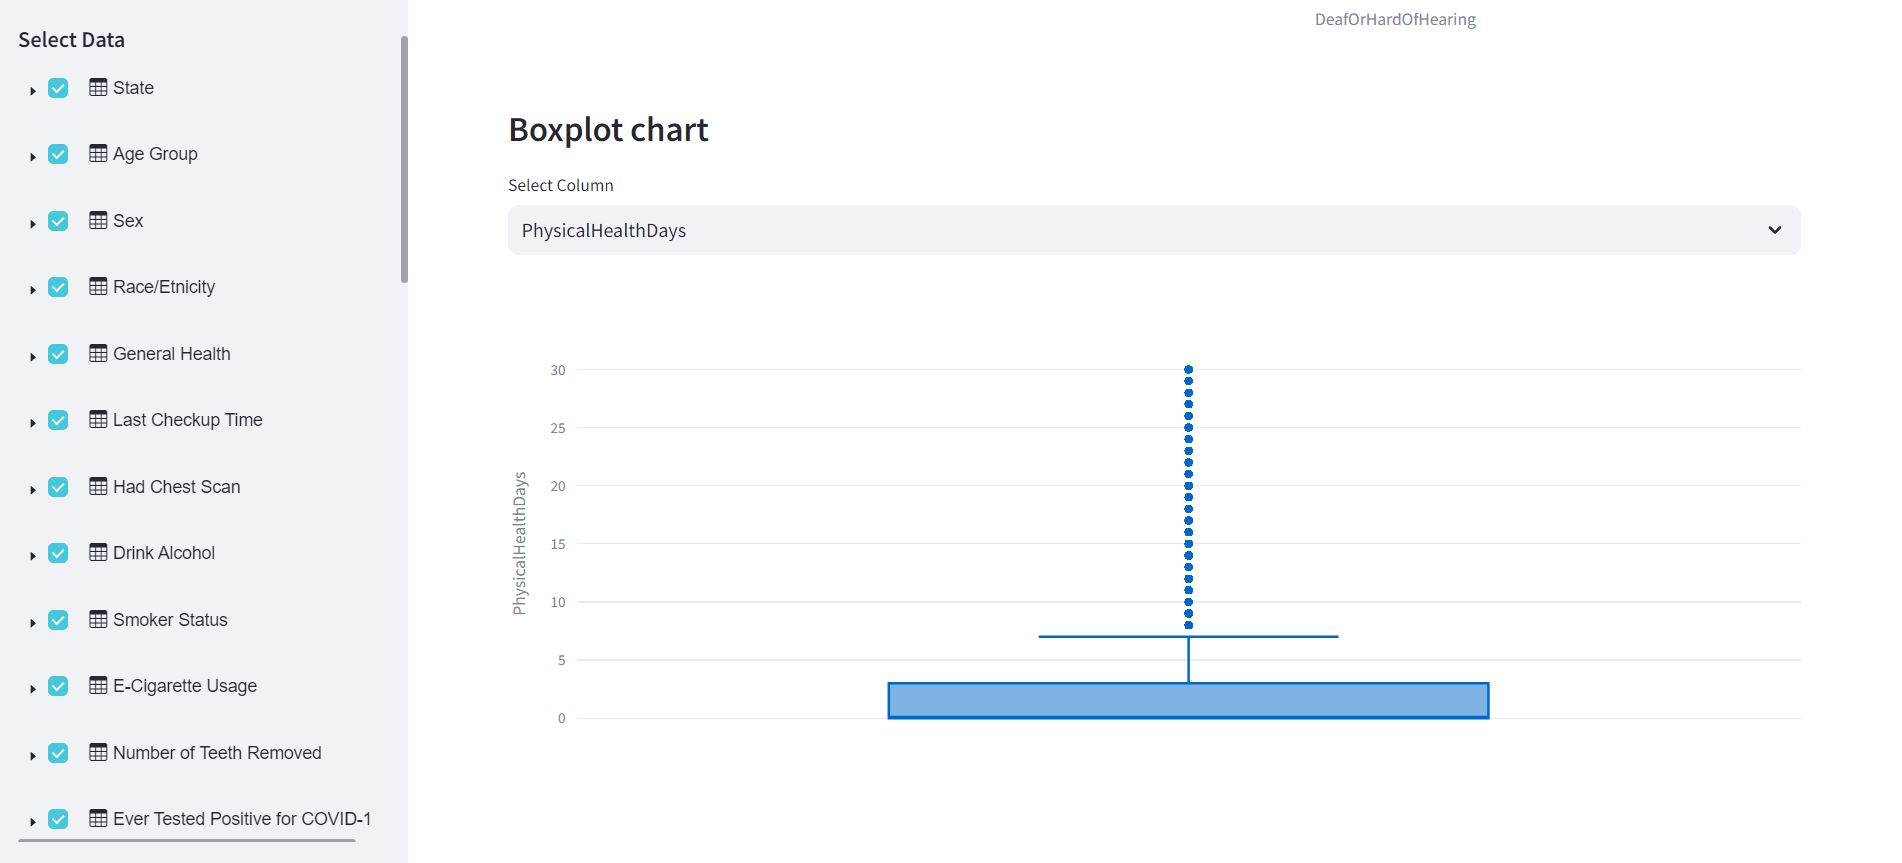 Select Data
State
Age Group
Sex
Race/Etnicity
General Health
Last Checkup Time
Had Chest Scan
Drink Alcohol
Smoker Status
E-Cigarette Usage
Number of Teeth Removed
Ever Tested Positive for COVID-1
DeafOrHardOfHearing
Boxplot chart
Select Column
PhysicalHealthDays
PhysicalHealthDays
30
25
20
15
10
5
0